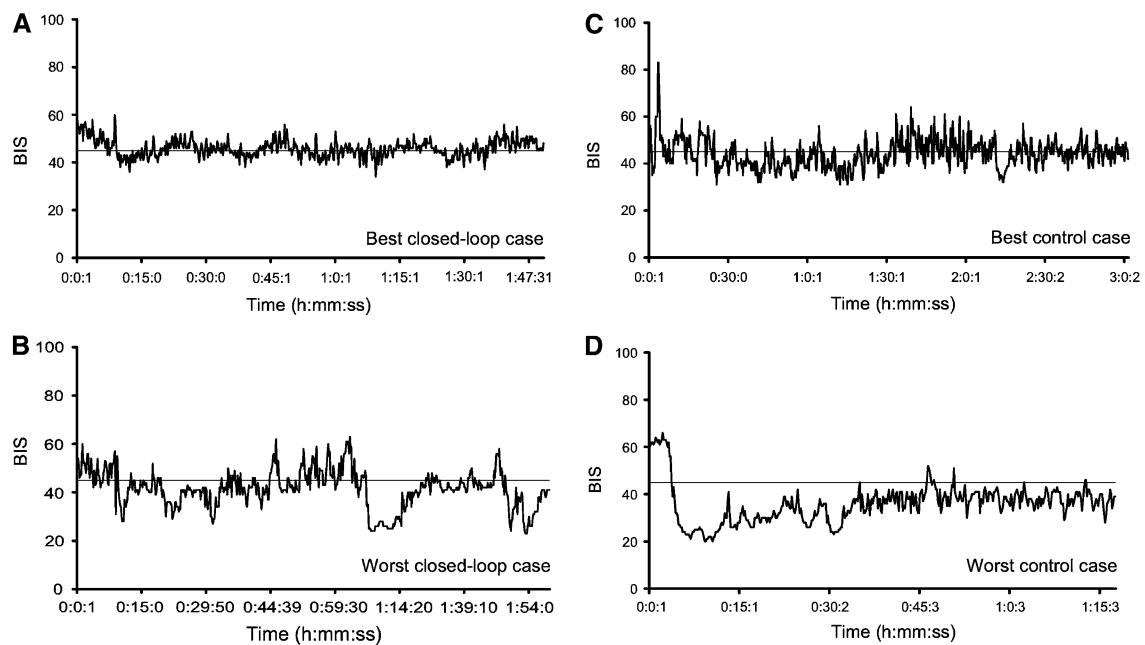 A
100
80
60
40
20
0
BIS
Best closed-loop case
0:0:1 0:15:0 0:30:0 0:45:1 1:0:1 1:15:1 1:30:1 1:47:31
Time (h:mm:ss)
C
100
80
60
40
20
0
BIS
Best control case
0:0:1 0:30:0 1:0:1 1:30:1 2:0:1 2:30:2 3:0:2
Time (h:mm:ss)
B
100
80
60
40
20
0
BIS
Worst closed-loop case
0:0:1 0:15:0 0:29:50 0:44:39 0:59:30 1:14:20 1:39:10 1:54:0
Time (h:mm:ss)
D
100
80
60
40
20
0
BIS
Worst control case
0:0:1 0:15:1 0:30:2 0:45:3 1:0:3 1:15:3
Time (h:mm:ss)